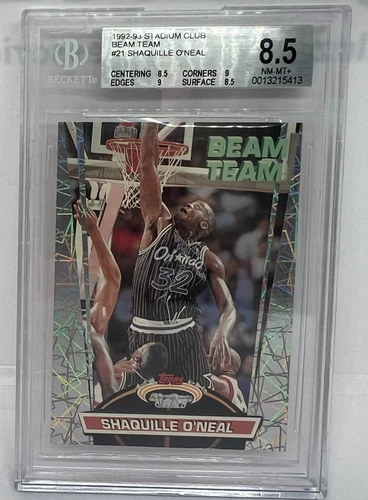 1992-93 STADIUM CLUB
BEAM TEAM
#21 SHAQUILLE O'NEAL
B
BECKETT
CENTERING 8.5 CORNERS 9
EDGES 9 SURFACE 8.5
8.5
NM-MT+
0013215413
BEAM
TEAM
Orlando
32
Topps
SHAQUILLE O'NEAL